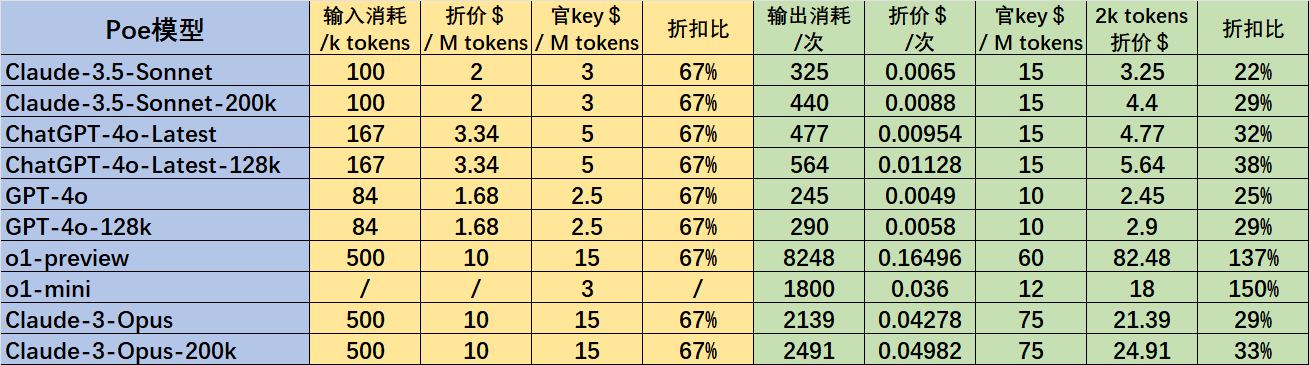 Poe模型 输入消耗/k tokens 折价$/ M tokens 官key$/ M tokens 折扣比 输出消耗/次 折价$/次 官key$/ M tokens 2k tokens折价$ 折扣比
Claude-3.5-Sonnet 100 2 3 67% 325 0.0065 15 3.25 22%
Claude-3.5-Sonnet-200k 100 2 3 67% 440 0.0088 15 4.4 29%
ChatGPT-4o-Latest 167 3.34 5 67% 477 0.00954 15 4.77 32%
ChatGPT-4o-Latest-128k 167 3.34 5 67% 564 0.01128 15 5.64 38%
GPT-4o 84 1.68 2.5 67% 245 0.0049 10 2.45 25%
GPT-4o-128k 84 1.68 2.5 67% 290 0.0058 10 2.9 29%
o1-preview 500 10 15 67% 8248 0.16496 60 82.48 137%
o1-mini / / 3 / 1800 0.036 12 18 150%
Claude-3-Opus 500 10 15 67% 2139 0.04278 75 21.39 29%
Claude-3-Opus-200k 500 10 15 67% 2491 0.04982 75 24.91 33%